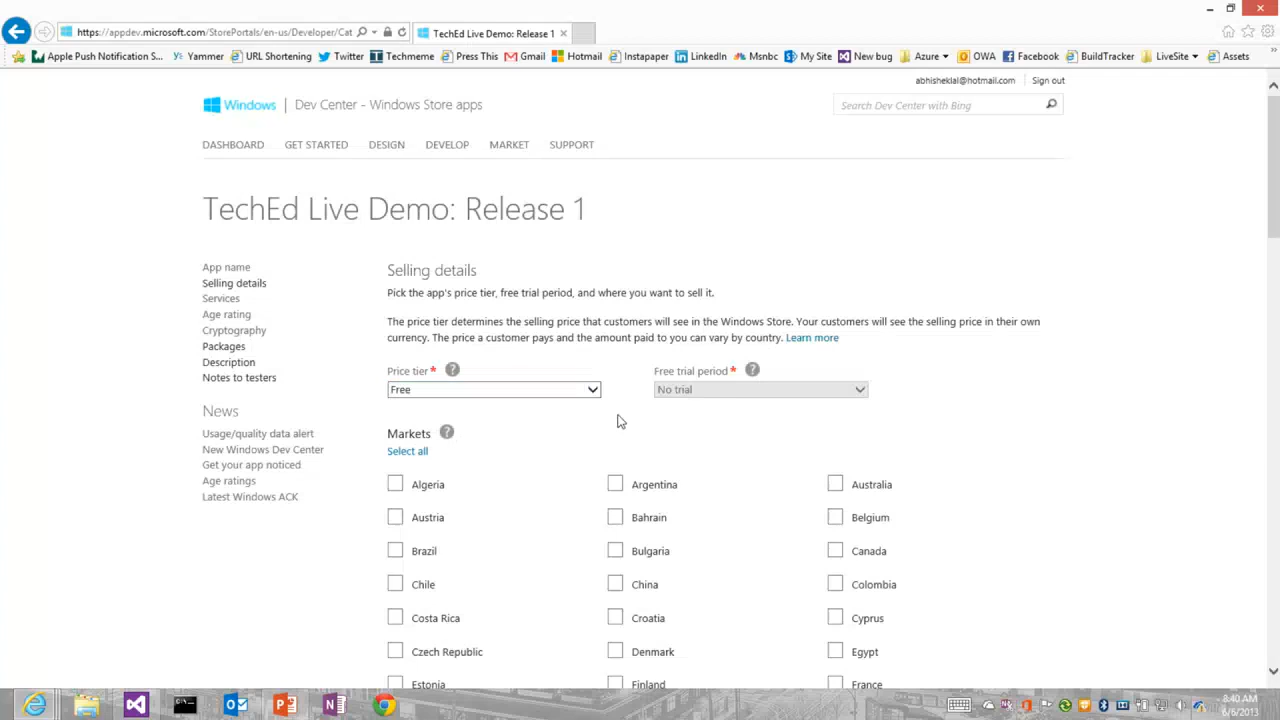 https://appdev.microsoft.com/StorePortals/en-us/Developer/Cat
TechEd Live Demo: Release 1
Apple Push Notification S...
Yammer
URL Shortening
Twitter
Techmeme
Press This
Gmail
Hotmail
Instapaper
LinkedIn
Msnbc
My Site
New bug
Azure
OWA
Facebook
BuildTracker
LiveSite
Assets
abhisheklal@hotmail.com
Sign out
Windows
Dev Center - Windows Store apps
Search Dev Center with Bing
DASHBOARD
GET STARTED
DESIGN
DEVELOP
MARKET
SUPPORT
TechEd Live Demo: Release 1
App name
Selling details
Services
Age rating
Cryptography
Packages
Description
Notes to testers
News
Usage/quality data alert
New Windows Dev Center
Get your app noticed
Age ratings
Latest Windows ACK
Selling details
Pick the app's price tier, free trial period, and where you want to sell it.
The price tier determines the selling price that customers will see in the Windows Store. Your customers will see the selling price in their own
currency. The price a customer pays and the amount paid to you can vary by country. Learn more
Price tier * ?
Free
Free trial period * ?
No trial
Markets ?
Select all
Algeria
Argentina
Australia
Austria
Bahrain
Belgium
Brazil
Bulgaria
Canada
Chile
China
Colombia
Costa Rica
Croatia
Cyprus
Czech Republic
Denmark
Egypt
Estonia
Finland
France
8:40 AM
6/6/2013